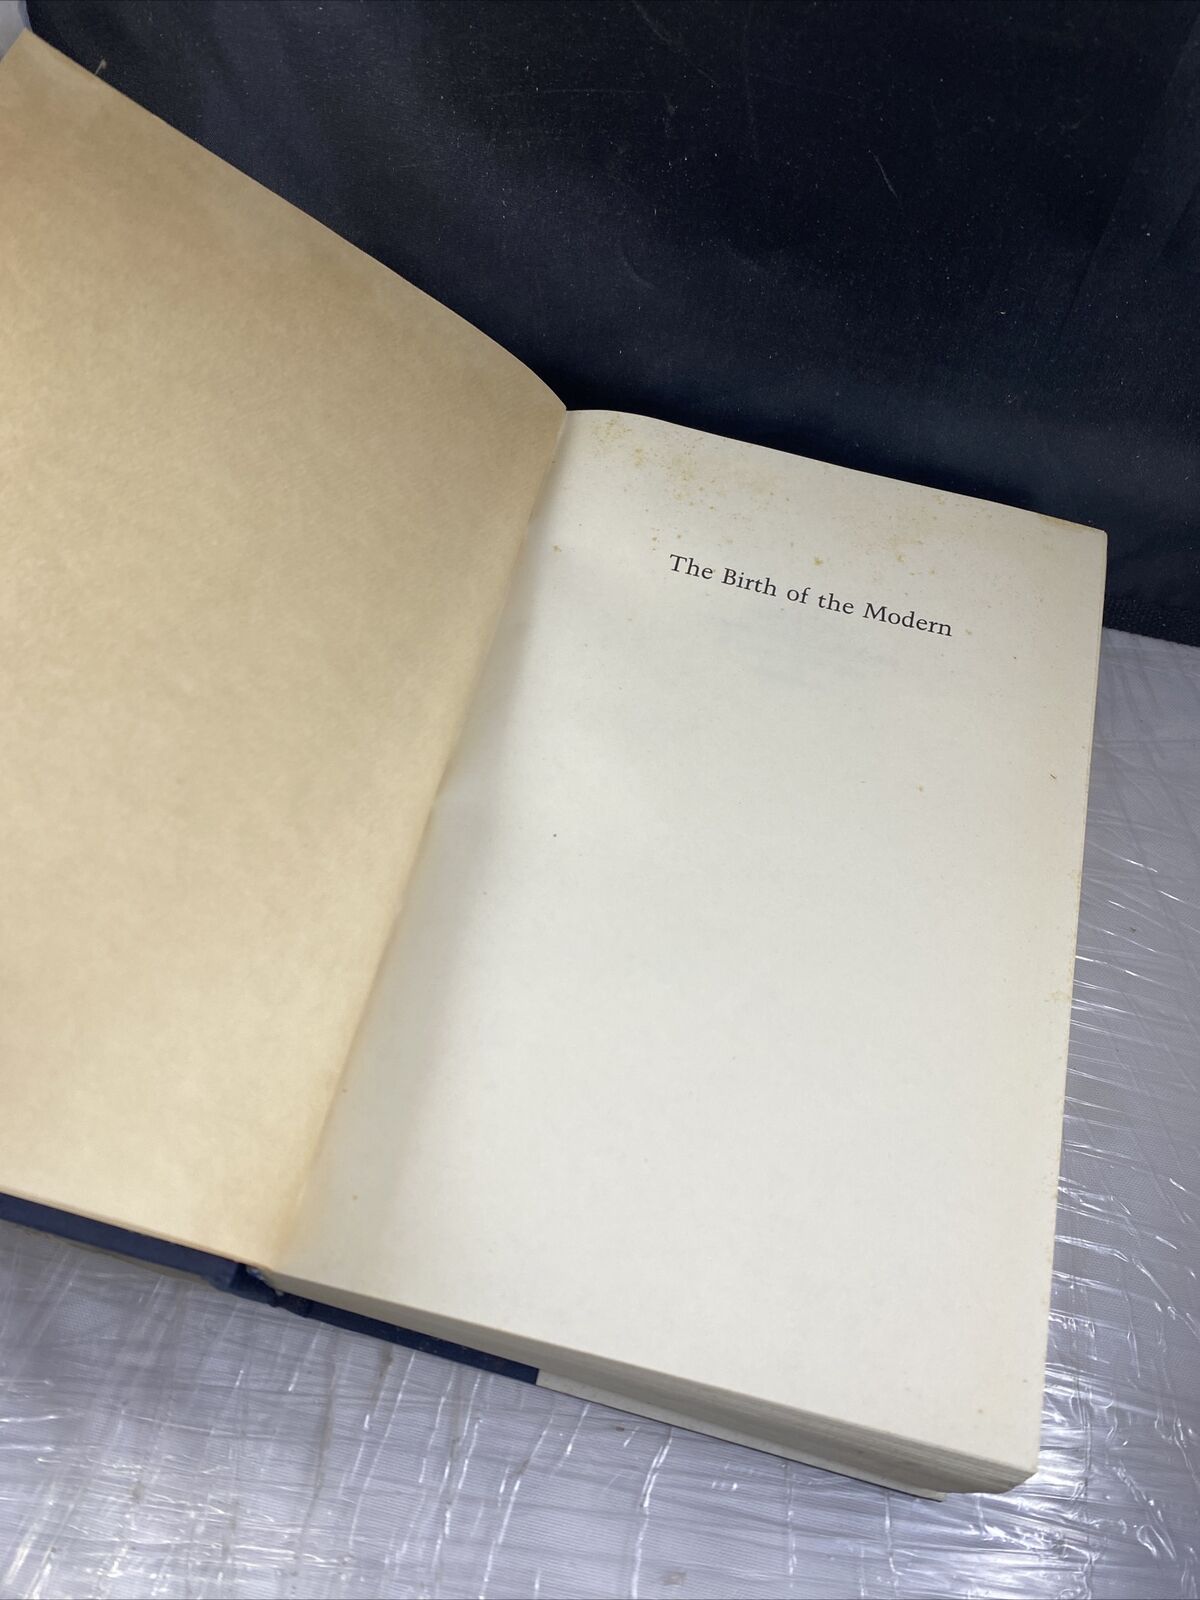 The Birth of the Modern